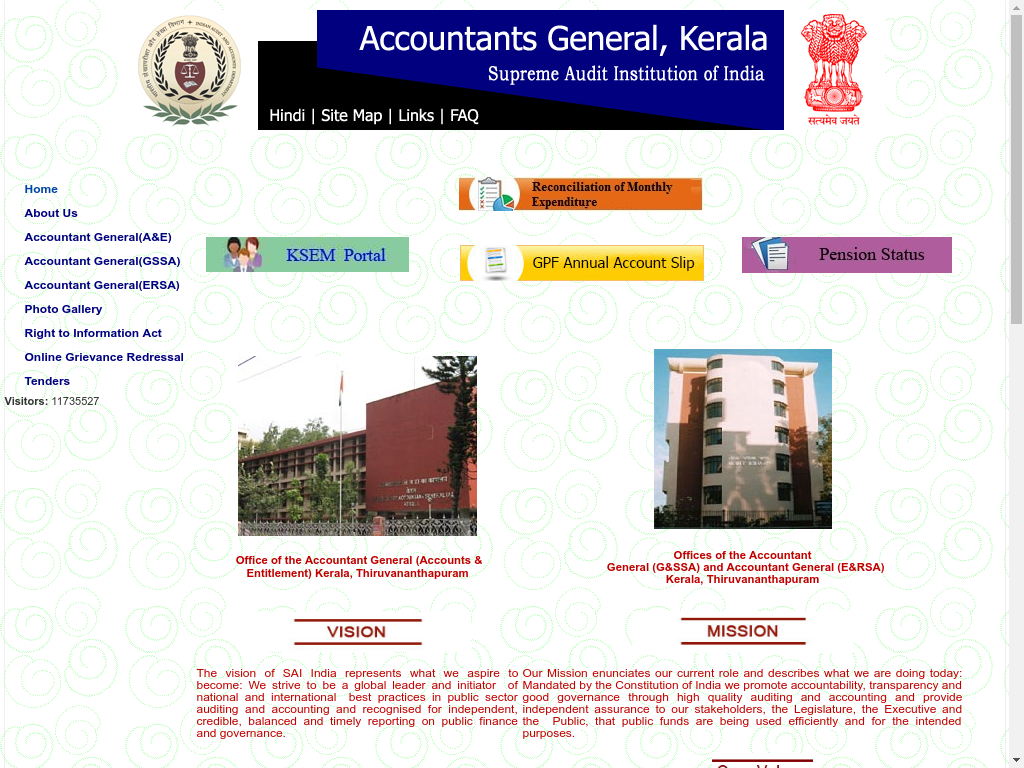 Accountants General, Kerala
Supreme Audit Institution of India
Hindi | Site Map | Links | FAQ
सत्यमेव जयते
Home
About Us
Accountant General(A&E)
Accountant General(GSSA)
Accountant General(ERSA)
Photo Gallery
Right to Information Act
Online Grievance Redressal
Tenders
Visitors: 11735527
Reconciliation of Monthly
Expenditure
KSEM Portal
GPF Annual Account Slip
Pension Status
Office of the Accountant General (Accounts &
Entitlement) Kerala, Thiruvananthapuram
Offices of the Accountant
General (G&SSA) and Accountant General (E&RSA)
Kerala, Thiruvananthapuram
VISION
The vision of SAI India represents what we aspire to
become: We strive to be a global leader and initiator of
national and international best practices in public sector
auditing and accounting and recognised for independent,
credible, balanced and timely reporting on public finance
and governance.
MISSION
Our Mission enunciates our current role and describes what we are doing today:
Mandated by the Constitution of India we promote accountability, transparency and
good governance through high quality auditing and accounting and provide
independent assurance to our stakeholders, the Legislature, the Executive and
the Public, that public funds are being used efficiently and for the intended
purposes.